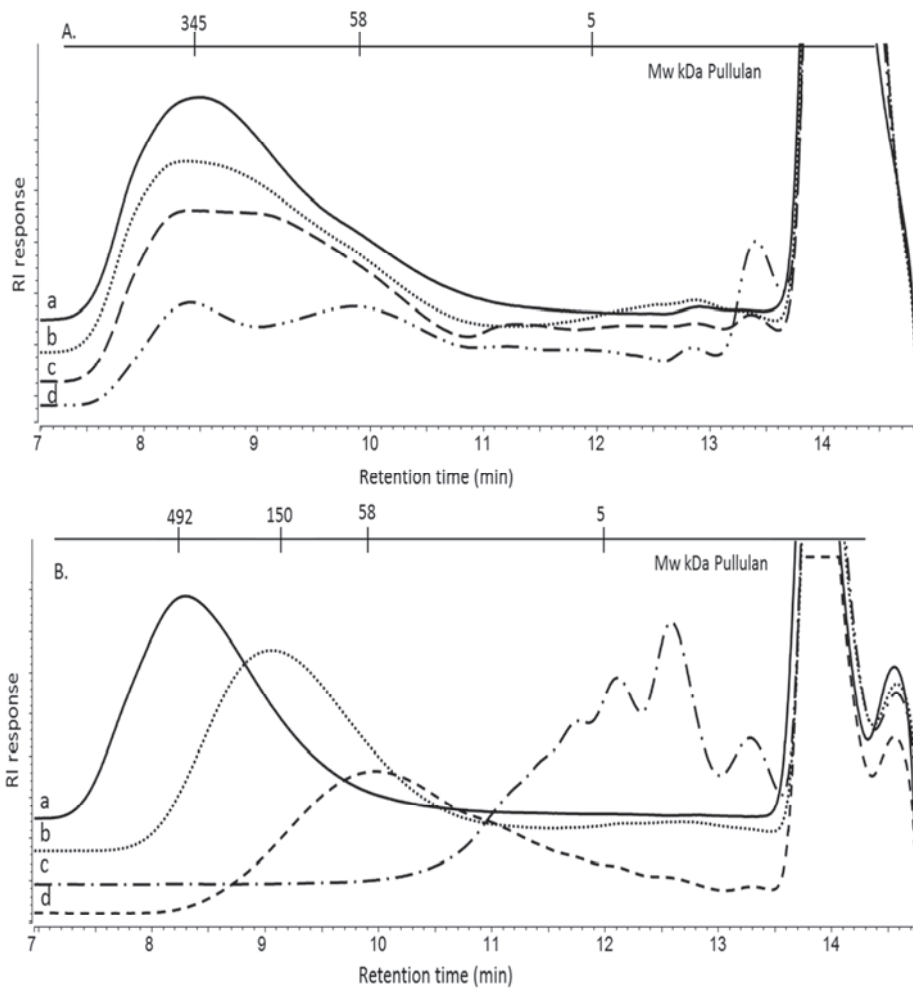 A.
345 58 5
Mw kDa Pullulan
RI response
a
b
c
d
7 8 9 10 11 12 13 14
Retention time (min)
492 150 58 5
B.
Mw kDa Pullulan
RI response
a
b
c
d
7 8 9 10 11 12 13 14
Retention time (min)